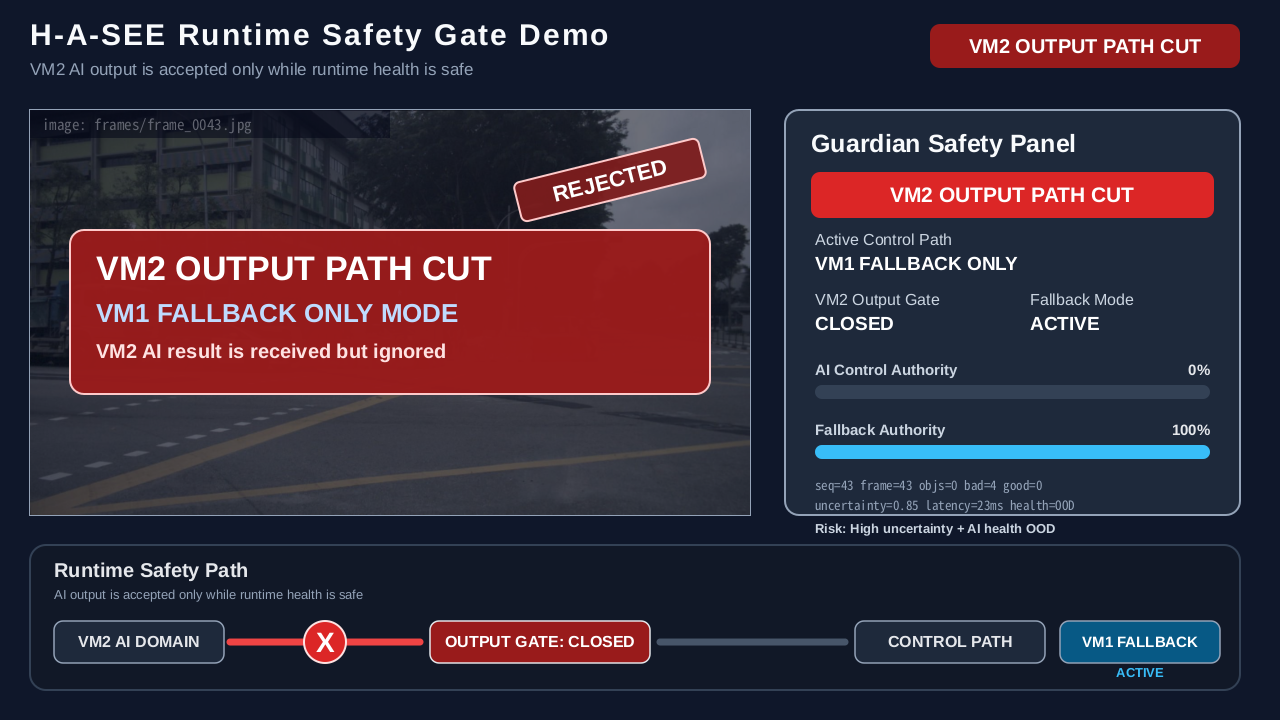 H-A-SEE Runtime Safety Gate Demo
VM2 AI output is accepted only while runtime health is safe
VM2 OUTPUT PATH CUT
image: frames/frame_0043.jpg
REJECTED
VM2 OUTPUT PATH CUT
VM1 FALLBACK ONLY MODE
VM2 AI result is received but ignored
Guardian Safety Panel
VM2 OUTPUT PATH CUT
Active Control Path
VM1 FALLBACK ONLY
VM2 Output Gate
CLOSED
Fallback Mode
ACTIVE
AI Control Authority 0%
Fallback Authority 100%
seq=43 frame=43 objs=0 bad=4 good=0
uncertainty=0.85 latency=23ms health=OOD
Risk: High uncertainty + AI health OOD
Runtime Safety Path
AI output is accepted only while runtime health is safe
VM2 AI DOMAIN
X
OUTPUT GATE: CLOSED
CONTROL PATH
VM1 FALLBACK
ACTIVE